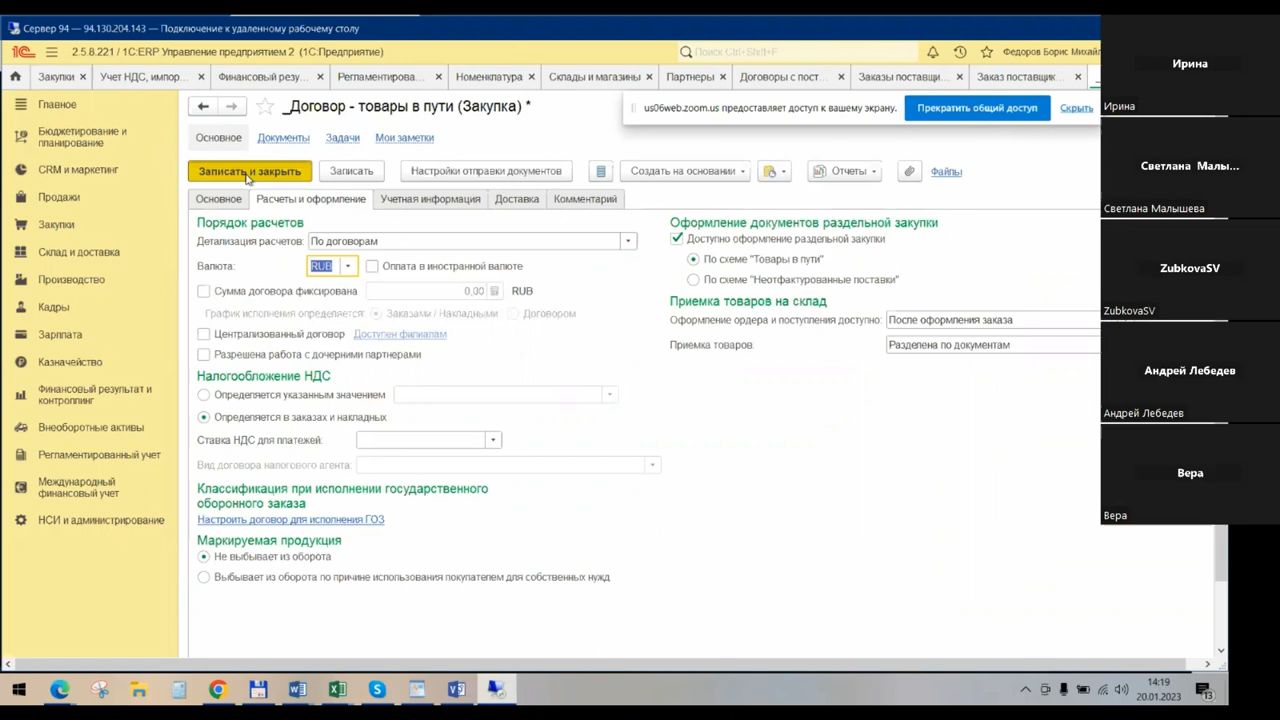 Сервер 94 — 94.130.204.143 — Подключение к удаленному рабочему столу
2.5.8.221 / 1С:ERP Управление предприятием 2 (1С:Предприятие)
Поиск Ctrl+Shift+F
Федоров Борис Михайл
Закупки
Учет НДС, импор...
Финансовый резу...
Регламентирова...
Номенклатура
Склады и магазины
Партнеры
Договоры с пост...
Заказы поставщи...
Заказ поставщик...
Главное
Бюджетирование и
планирование
CRM и маркетинг
Продажи
Закупки
Склад и доставка
Производство
Кадры
Зарплата
Казначейство
Финансовый результат и
контроллинг
Внеоборотные активы
Регламентированный учет
Международный
финансовый учет
НСИ и администрирование
_Договор - товары в пути (Закупка) *
us06web.zoom.us предоставляет доступ к вашему экрану.
Прекратить общий доступ
Скрыть
Основное
Документы
Задачи
Мои заметки
Записать и закрыть
Записать
Настройки отправки документов
Создать на основании
Отчеты
Файлы
Основное
Расчеты и оформление
Учетная информация
Доставка
Комментарий
Порядок расчетов
Детализация расчетов: По договорам
Валюта: RUB
Оплата в иностранной валюте
Сумма договора фиксирована 0,00 RUB
График исполнения определяется: Заказами / Накладными Договором
Централизованный договор Доступен филиалам
Разрешена работа с дочерними партнерами
Налогообложение НДС
Определяется указанным значением
Определяется в заказах и накладных
Ставка НДС для платежей:
Вид договора налогового агента:
Классификация при исполнении государственного
оборонного заказа
Настроить договор для исполнения ГОЗ
Маркируемая продукция
Не выбывает из оборота
Выбывает из оборота по причине использования покупателем для собственных нужд
Оформление документов раздельной закупки
Доступно оформление раздельной закупки
По схеме "Товары в пути"
По схеме "Неотфактурованные поставки"
Приемка товаров на склад
Оформление ордера и поступления доступно: После оформления заказа
Приемка товаров: Разделена по документам
Ирина
Ирина
Светлана Малы...
Светлана Малышева
ZubkovaSV
ZubkovaSV
Андрей Лебедев
Андрей Лебедев
Вера
Вера
14:19
20.01.2023
13